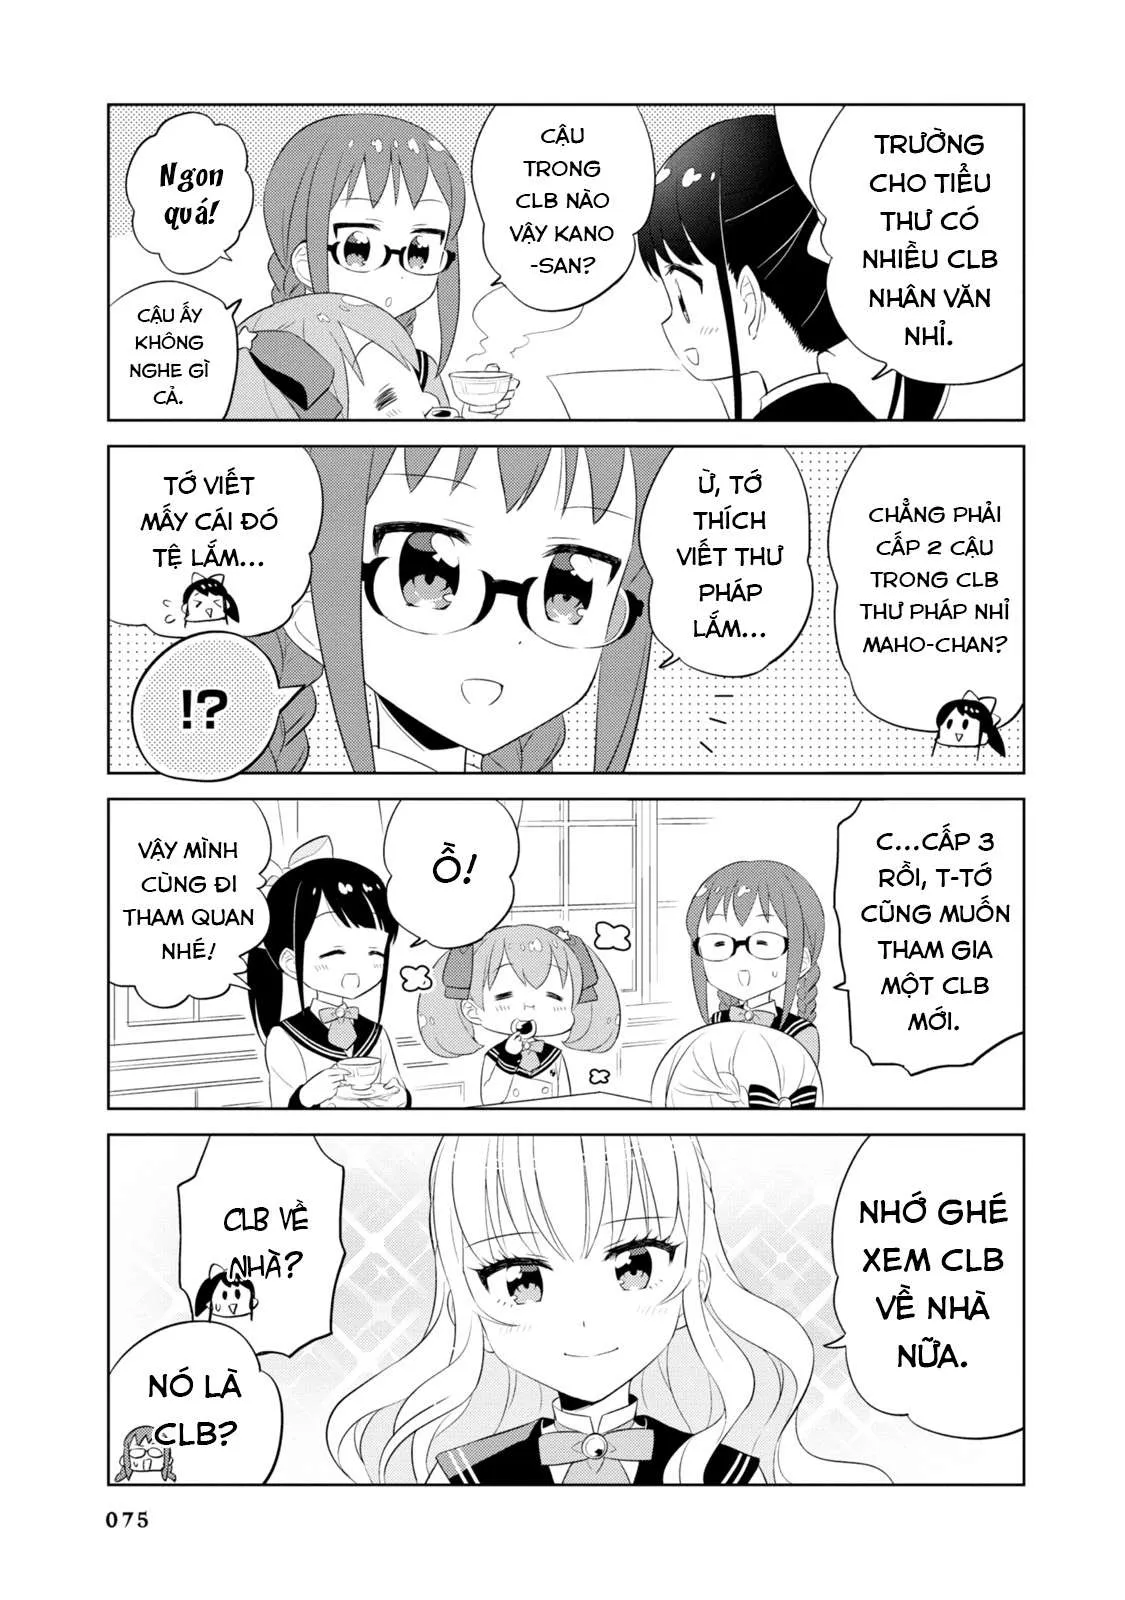 TRƯỜNG
CHO TIỂU
THƯ CÓ
NHIỀU CLB
NHÂN VĂN
NHỈ.
CẬU
TRONG
CLB NÀO
VẬY KANO
-SAN?
Ngon
quá!
CẬU ẤY
KHÔNG
NGHE GÌ
CẢ.
CHẲNG PHẢI
CẤP 2 CẬU
TRONG CLB
THƯ PHÁP NHỈ
MAHO-CHAN?
Ừ, TỚ
THÍCH
VIẾT THƯ
PHÁP
LẮM...
TỚ VIẾT
MẤY CÁI ĐÓ
TỆ LẮM...
!?
C...CẤP 3
RỒI, T-TỚ
CŨNG MUỐN
THAM GIA
MỘT CLB
MỚI.
Ồ!
VẬY MÌNH
CÙNG ĐI
THAM QUAN
NHÉ!
NHỚ GHÉ
XEM CLB
VỀ NHÀ
NỮA.
CLB VỀ
NHÀ?
NÓ LÀ
CLB?
075